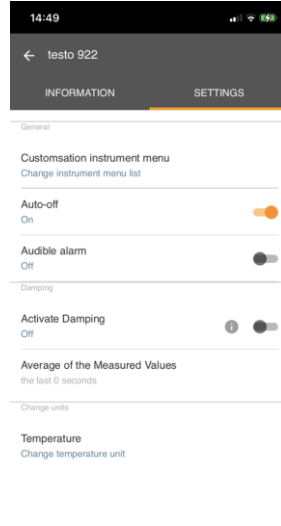 14:49
testo 922
INFORMATION SETTINGS
General
Customsation instrument menu
Change instrument menu list
Auto-off
On
Audible alarm
Off
Damping
Activate Damping
Off
Average of the Measured Values
the last 0 seconds
Change units
Temperature
Change temperature unit